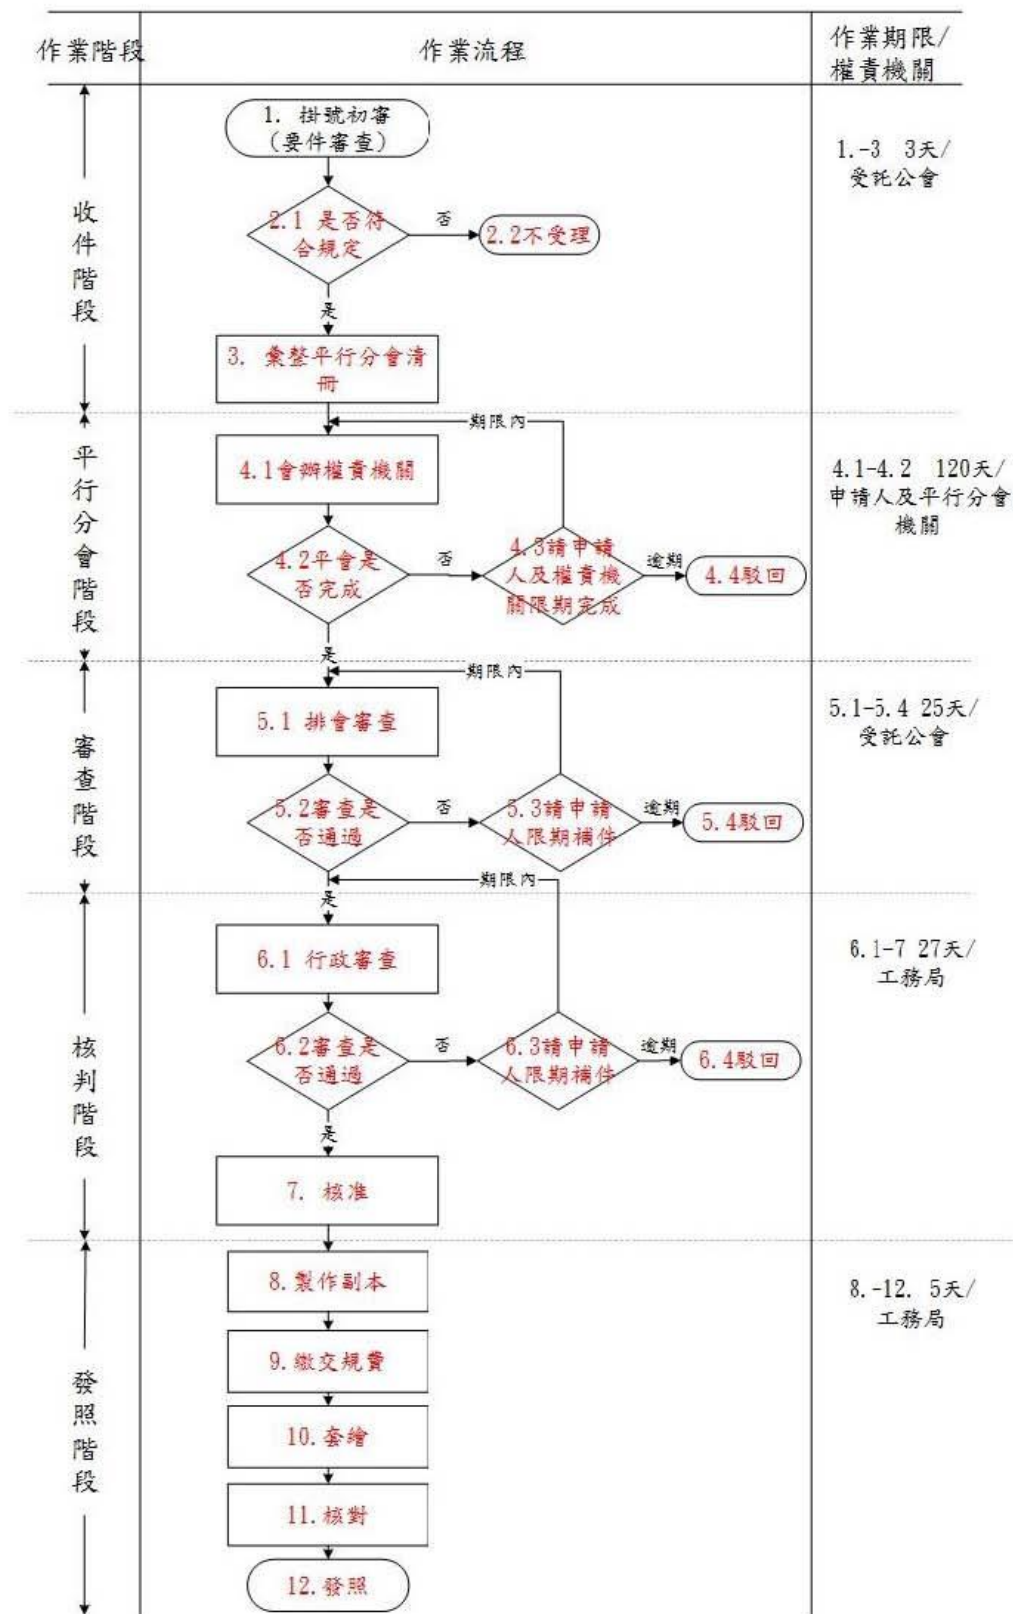 作業階段
作業流程
作業期限/
權責機關
收件階段
1. 掛號初審
(要件審查)
1.-3 3天/
受託公會
2.1 是否符
合規定
否
2.2不受理
是
3. 彙整平行分會清
冊
平行分會階段
期限內
4.1會辦權責機關
4.1-4.2 120天/
申請人及平行分會
機關
4.2平會是
否完成
否
4.3請申請
人及權責機
關限期完成
逾期
4.4駁回
是
審查階段
期限內
5.1 排會審查
5.1-5.4 25天/
受託公會
5.2審查是
否通過
否
5.3請申請
人限期補件
逾期
5.4駁回
期限內
是
核判階段
6.1 行政審查
6.1-7 27天/
工務局
6.2審查是
否通過
否
6.3請申請
人限期補件
逾期
6.4駁回
是
7. 核准
發照階段
8.製作副本
8.-12. 5天/
工務局
9.繳交規費
10.套繪
11.核對
12.發照